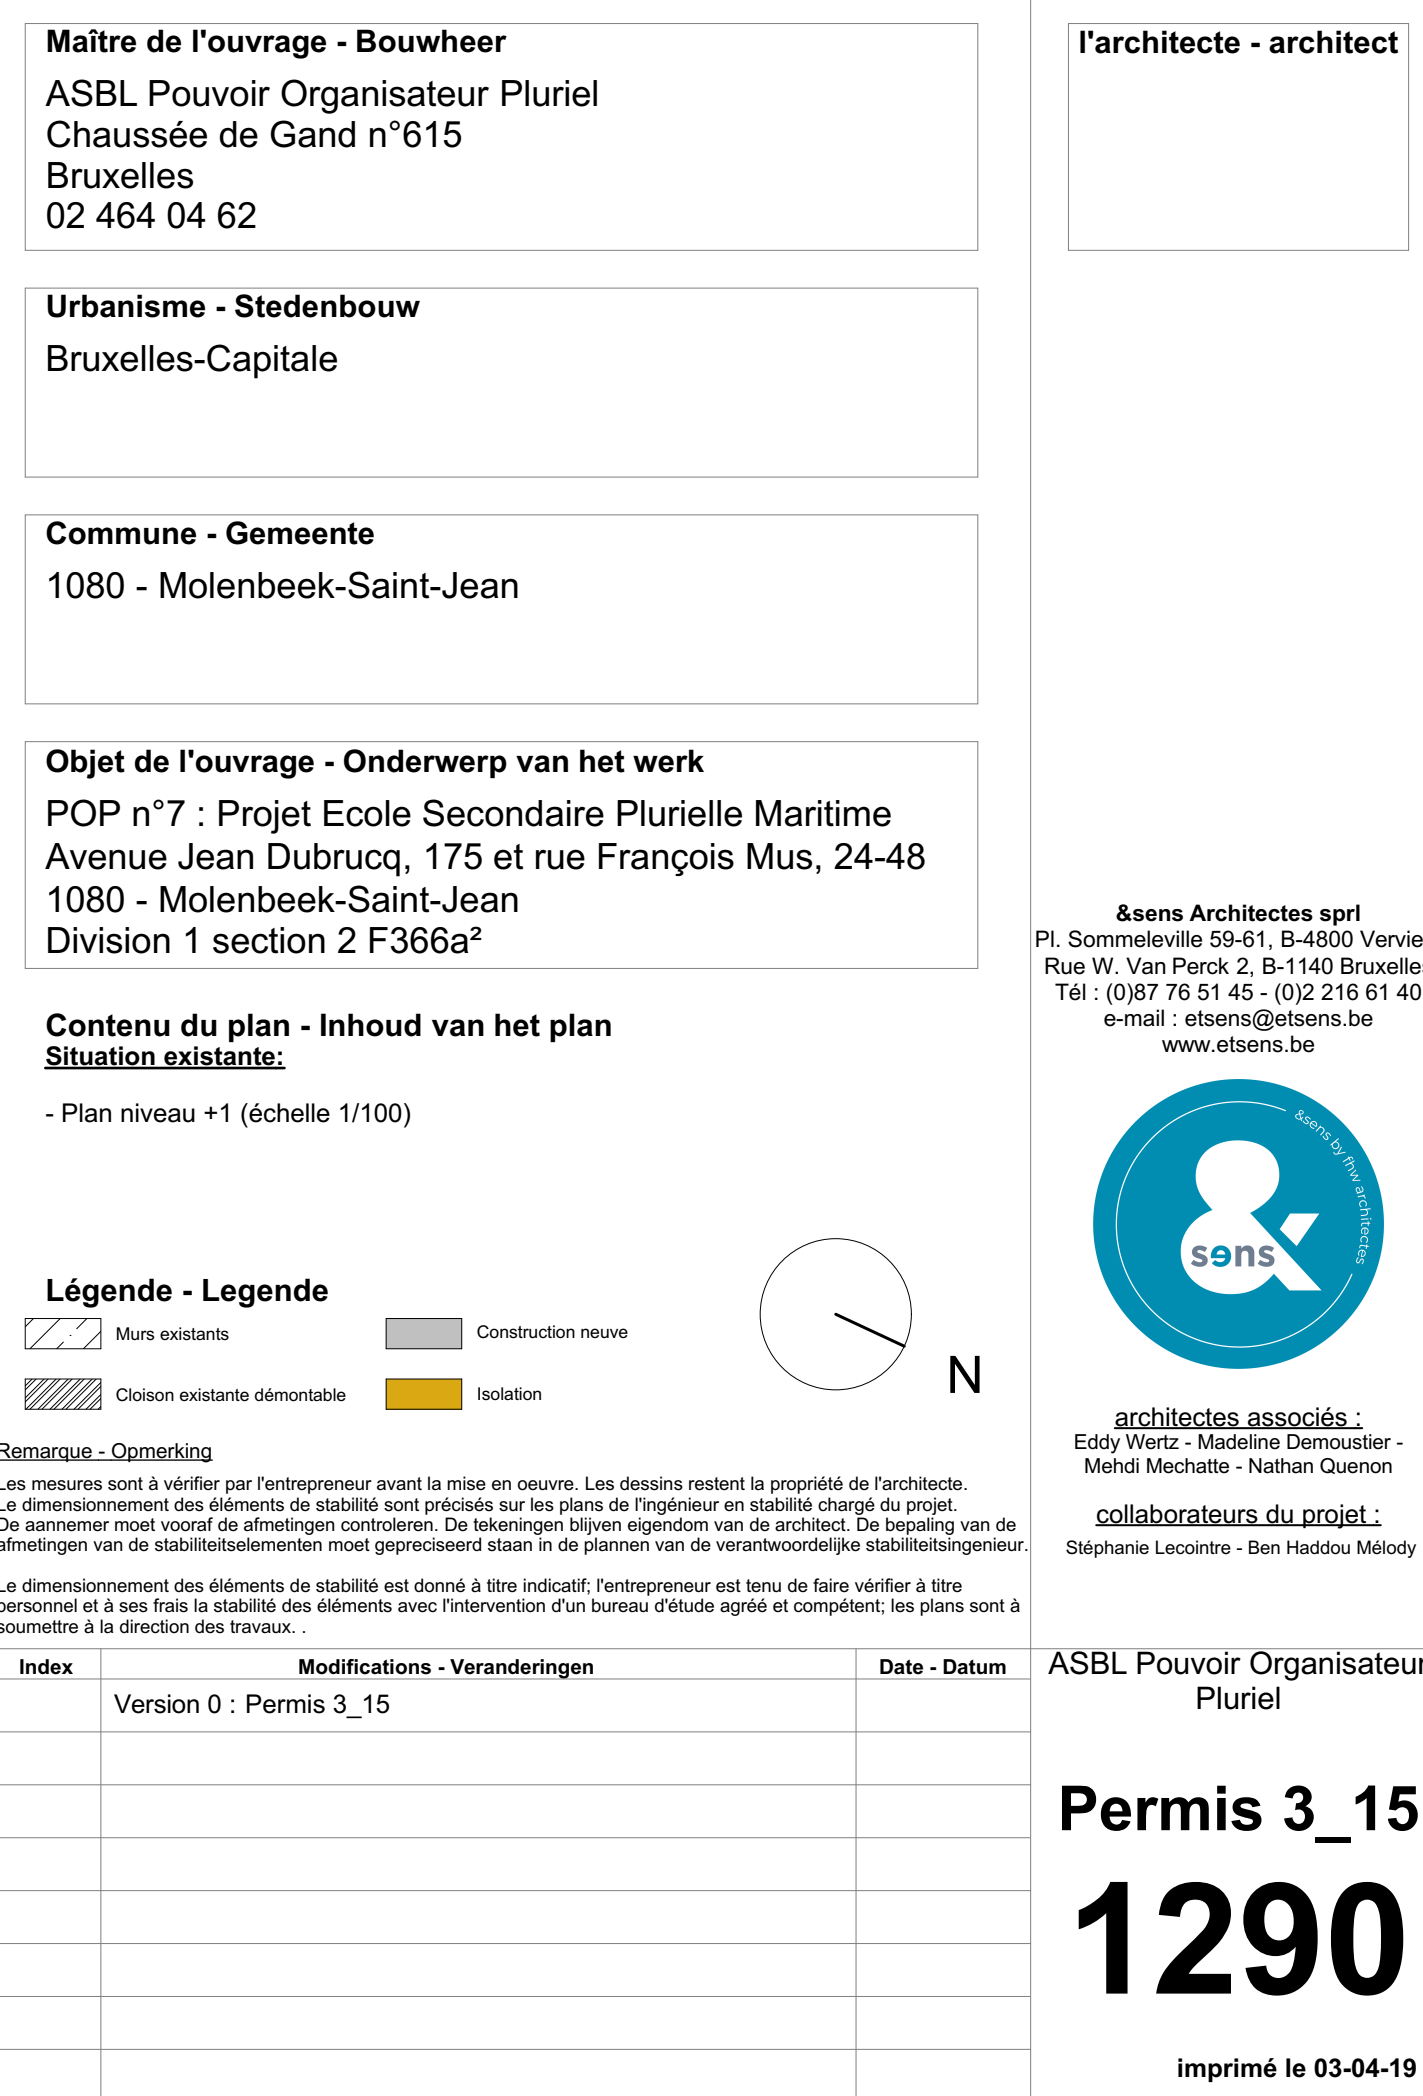 Maître de l'ouvrage - Bouwheer
ASBL Pouvoir Organisateur Pluriel
Chaussée de Gand n°615
Bruxelles
02 464 04 62
l'architecte - architect
Urbanisme - Stedenbouw
Bruxelles-Capitale
Commune - Gemeente
1080 - Molenbeek-Saint-Jean
Objet de l'ouvrage - Onderwerp van het werk
POP n°7 : Projet Ecole Secondaire Plurielle Maritime
Avenue Jean Dubrucq, 175 et rue François Mus, 24-48
1080 - Molenbeek-Saint-Jean
Division 1 section 2 F366a²
Contenu du plan - Inhoud van het plan
Situation existante:
- Plan niveau +1 (échelle 1/100)
Légende - Legende
Murs existants
Construction neuve
Cloison existante démontable
Isolation
N
Remarque - Opmerking
Les mesures sont à vérifier par l'entrepreneur avant la mise en oeuvre. Les dessins restent la propriété de l'architecte.
Le dimensionnement des éléments de stabilité sont précisés sur les plans de l'ingénieur en stabilité chargé du projet.
De aannemer moet vooraf de afmetingen controleren. De tekeningen blijven eigendom van de architect. De bepaling van de
afmetingen van de stabiliteitselementen moet gepreciseerd staan in de plannen van de verantwoordelijke stabiliteitsingenieur.
Le dimensionnement des éléments de stabilité est donné à titre indicatif; l'entrepreneur est tenu de faire vérifier à titre
personnel et à ses frais la stabilité des éléments avec l'intervention d'un bureau d'étude agréé et compétent; les plans sont à
soumettre à la direction des travaux. .
&sens Architectes sprl
Pl. Sommeleville 59-61, B-4800 Vervie
Rue W. Van Perck 2, B-1140 Bruxelles
Tél : (0)87 76 51 45 - (0)2 216 61 40
e-mail : etsens@etsens.be
www.etsens.be
&sens by fhw architectes
& sens
architectes associés :
Eddy Wertz - Madeline Demoustier -
Mehdi Mechatte - Nathan Quenon
collaborateurs du projet :
Stéphanie Lecointre - Ben Haddou Mélody
Index
Modifications - Veranderingen
Date - Datum
Version 0 : Permis 3_15
ASBL Pouvoir Organisateur
Pluriel
Permis 3_15
1290
imprimé le 03-04-19